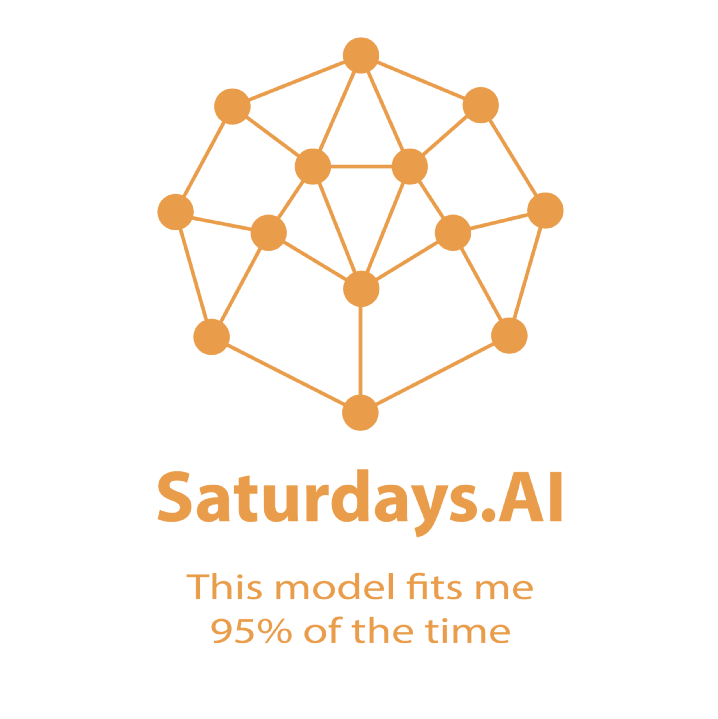 Saturdays.AI
This model fits me
95% of the time